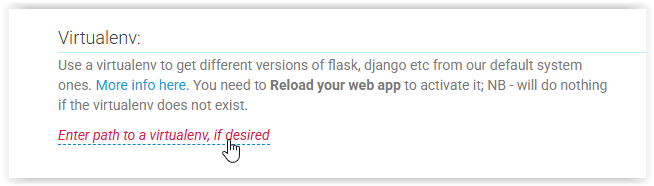 Virtualenv:
Use a virtualenv to get different versions of flask, django etc from our default system
ones. More info here. You need to Reload your web app to activate it; NB - will do nothing
if the virtualenv does not exist.
Enter path to a virtualenv, if desired